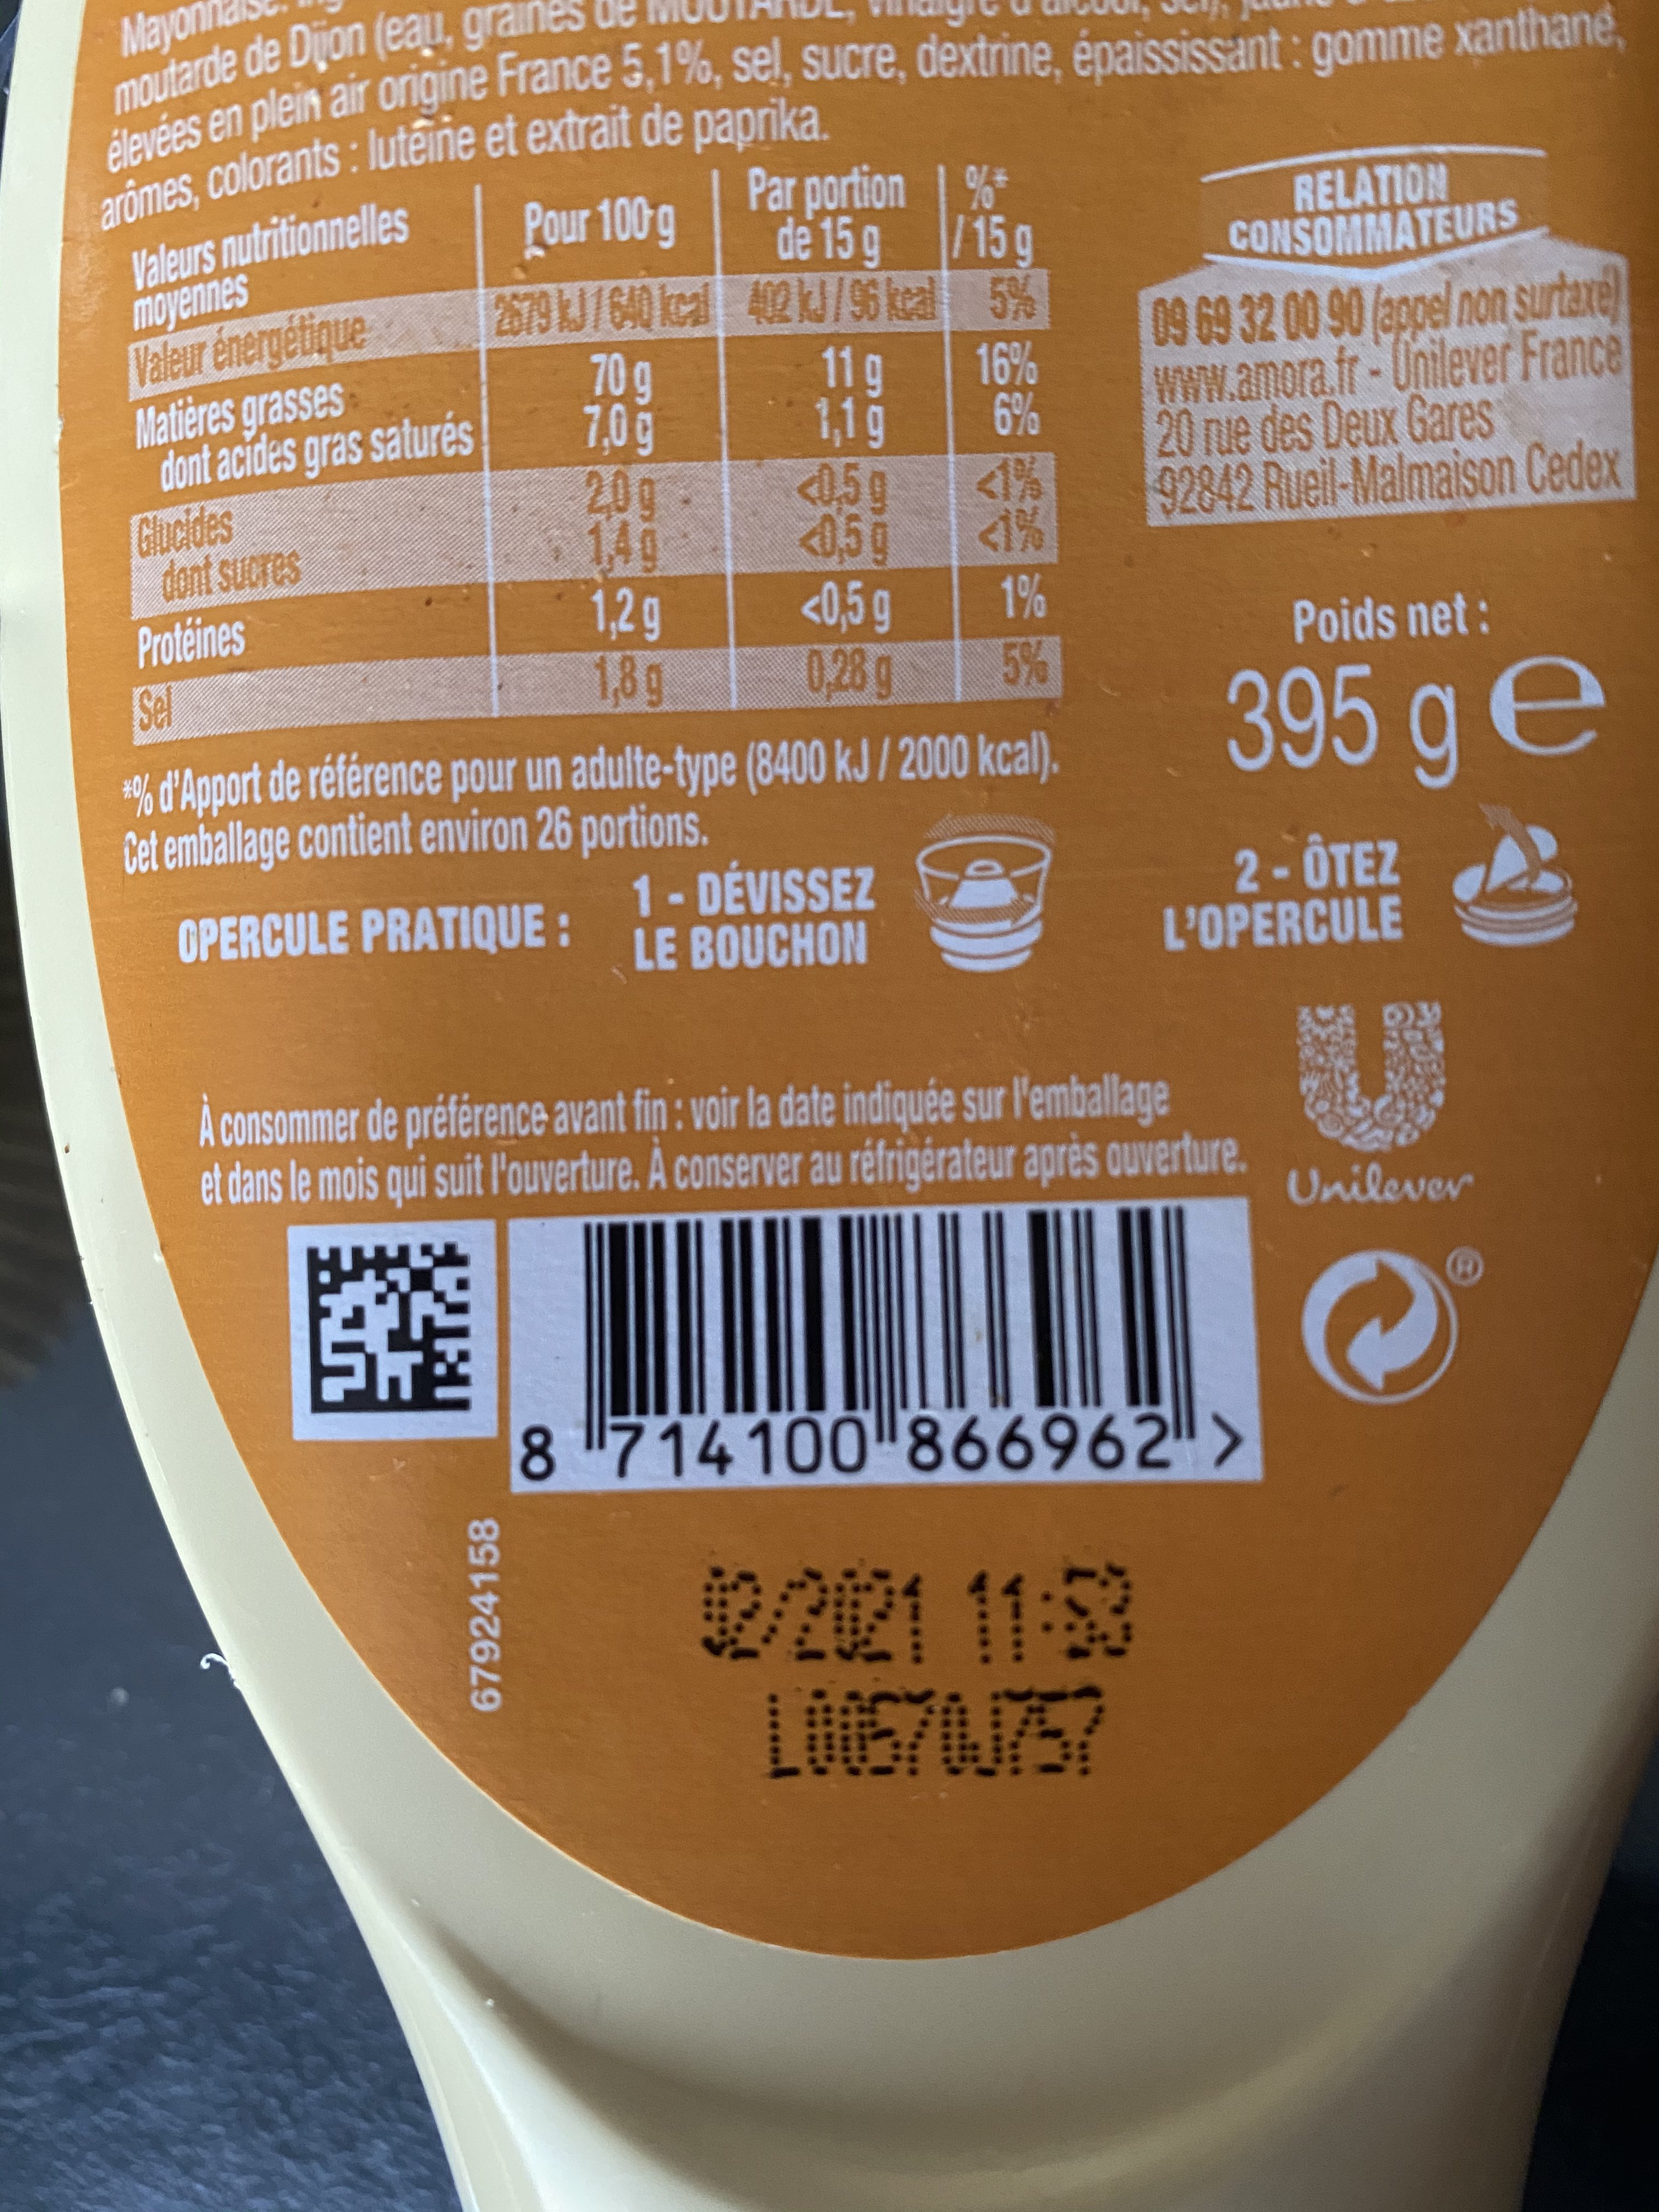 Mayonnaise.
moutarde de Dijon (eau, graines de MOUTARDE, vinaigre d'alcool, sel),
élevées en plein air origine France 5,1%, sel, sucre, dextrine, épaississant : gomme xanthane,
arômes, colorants : lutéine et extrait de paprika.
Valeurs nutritionnelles moyennes Pour 100 g Par portion de 15 g %* / 15 g
Valeur énergétique 2679 kJ / 640 kcal 402 kJ / 96 kcal 5%
Matières grasses 70 g 11 g 16%
dont acides gras saturés 7,0 g 1,1 g 6%
Glucides 2,0 g <0,5 g <1%
dont sucres 1,4 g <0,5 g <1%
Protéines 1,2 g <0,5 g 1%
Sel 1,8 g 0,28 g 5%
*% d'Apport de référence pour un adulte-type (8400 kJ / 2000 kcal).
Cet emballage contient environ 26 portions.
RELATION
CONSOMMATEURS
09 69 32 00 90 (appel non surtaxé)
www.amora.fr - Unilever France
20 rue des Deux Gares
92842 Rueil-Malmaison Cedex
Poids net :
395 g e
OPERCULE PRATIQUE :
1 - DÉVISSEZ
LE BOUCHON
2 - ÔTEZ
L'OPERCULE
À consommer de préférence avant fin : voir la date indiquée sur l'emballage
et dans le mois qui suit l'ouverture. À conserver au réfrigérateur après ouverture.
Unilever
®
8 714100 866962 >
67924158
02/2021 11:53